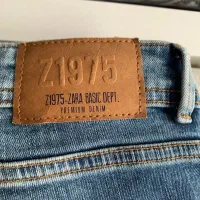 Z1975
Z1975-ZARA BASIC DEPT.
PREMIUM DENIM